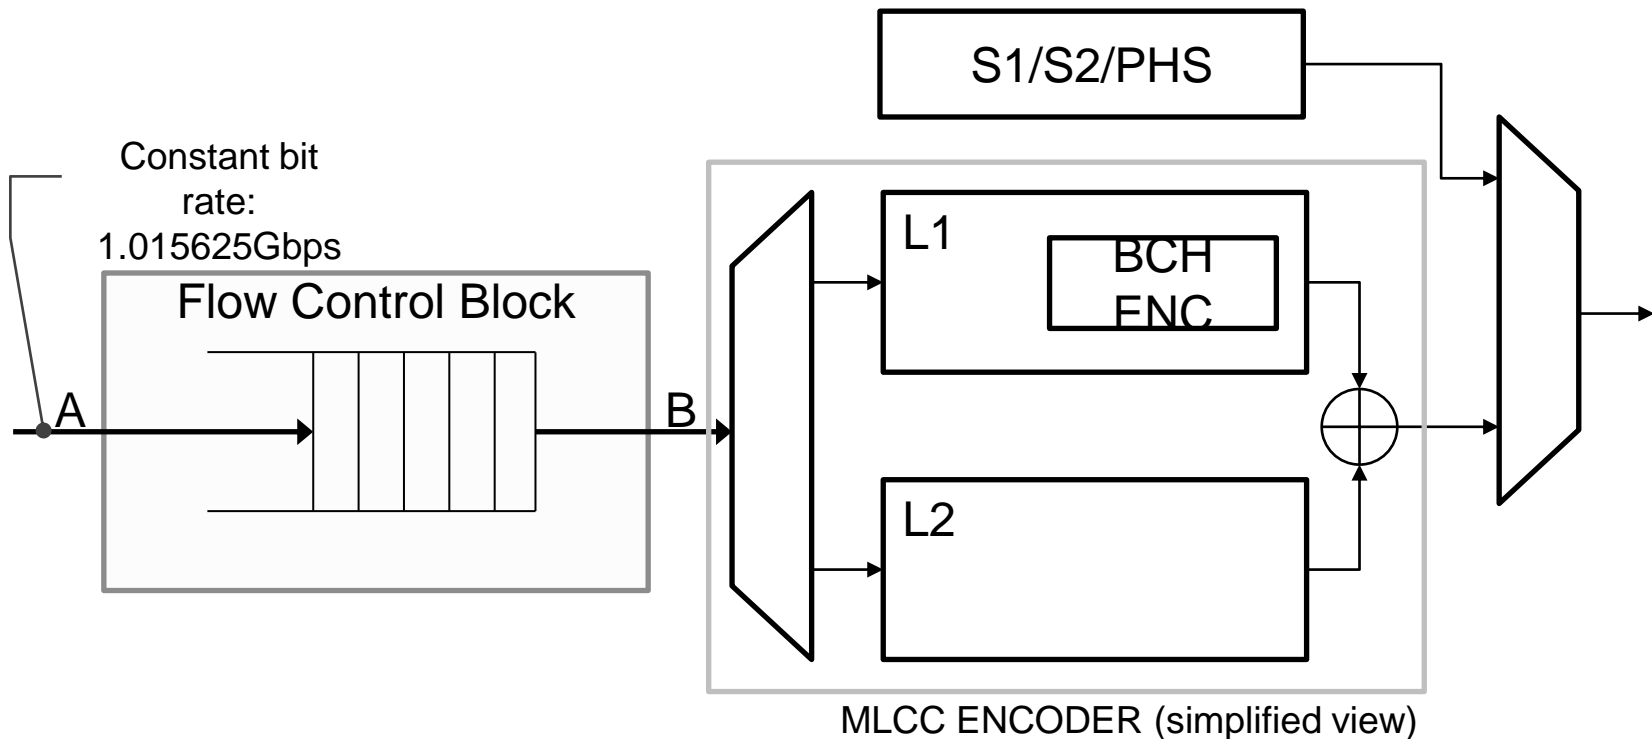 S1/S2/PHS
Constant bit
rate:
1.015625Gbps
Flow Control Block
A
B
L1
BCH
ENC
L2
MLCC ENCODER (simplified view)